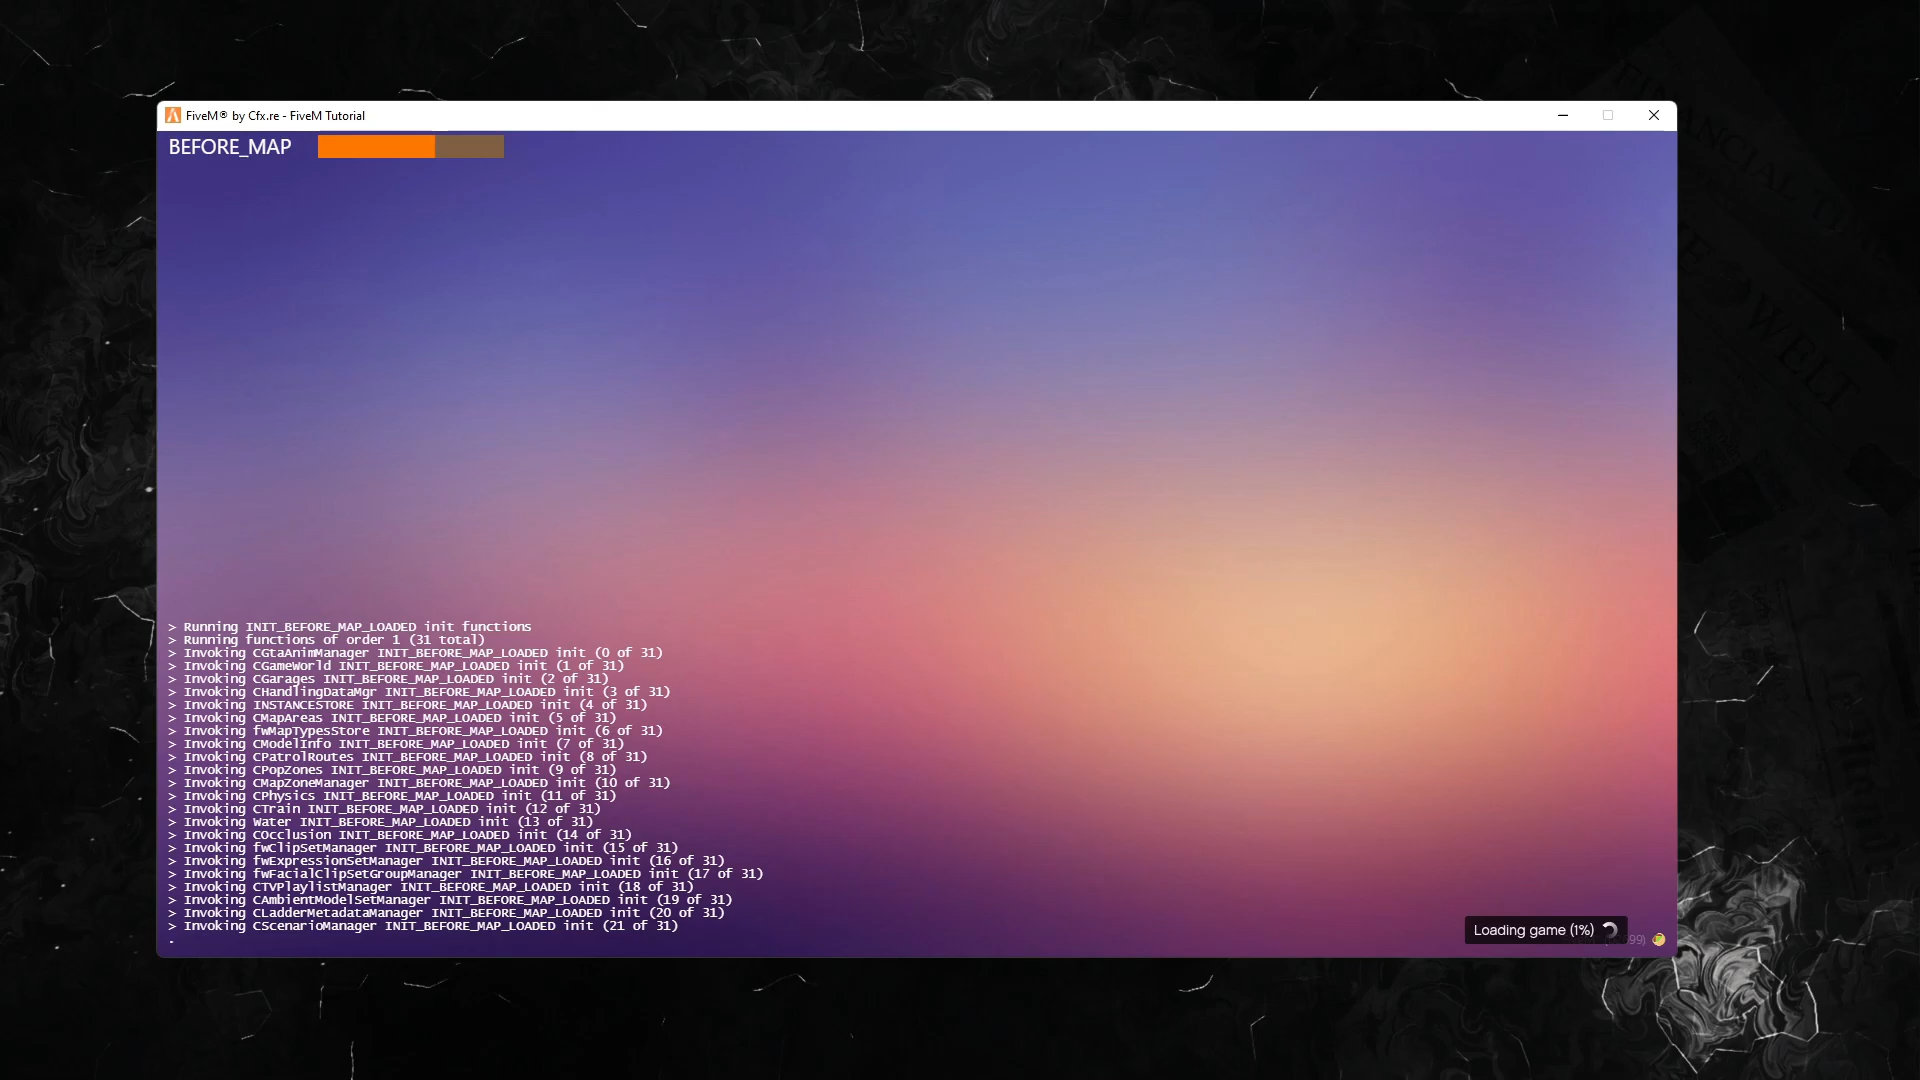 FiveM® by Cfx.re - FiveM Tutorial
BEFORE_MAP
> Running INIT_BEFORE_MAP_LOADED init functions
> Running functions of order 1 (31 total)
> Invoking CGtaAnimManager INIT_BEFORE_MAP_LOADED init (0 of 31)
> Invoking CGameWorld INIT_BEFORE_MAP_LOADED init (1 of 31)
> Invoking CGarages INIT_BEFORE_MAP_LOADED init (2 of 31)
> Invoking CHandlingDataMgr INIT_BEFORE_MAP_LOADED init (3 of 31)
> Invoking INSTANCESTORE INIT_BEFORE_MAP_LOADED init (4 of 31)
> Invoking CMapAreas INIT_BEFORE_MAP_LOADED init (5 of 31)
> Invoking fwMapTypesStore INIT_BEFORE_MAP_LOADED init (6 of 31)
> Invoking CModelInfo INIT_BEFORE_MAP_LOADED init (7 of 31)
> Invoking CPatrolRoutes INIT_BEFORE_MAP_LOADED init (8 of 31)
> Invoking CPopZones INIT_BEFORE_MAP_LOADED init (9 of 31)
> Invoking CMapZoneManager INIT_BEFORE_MAP_LOADED init (10 of 31)
> Invoking CPhysics INIT_BEFORE_MAP_LOADED init (11 of 31)
> Invoking CTrain INIT_BEFORE_MAP_LOADED init (12 of 31)
> Invoking Water INIT_BEFORE_MAP_LOADED init (13 of 31)
> Invoking COcclusion INIT_BEFORE_MAP_LOADED init (14 of 31)
> Invoking fwClipSetManager INIT_BEFORE_MAP_LOADED init (15 of 31)
> Invoking fwExpressionSetManager INIT_BEFORE_MAP_LOADED init (16 of 31)
> Invoking fwFacialClipSetGroupManager INIT_BEFORE_MAP_LOADED init (17 of 31)
> Invoking CTVPlaylistManager INIT_BEFORE_MAP_LOADED init (18 of 31)
> Invoking CAmbientModelSetManager INIT_BEFORE_MAP_LOADED init (19 of 31)
> Invoking CLadderMetadataManager INIT_BEFORE_MAP_LOADED init (20 of 31)
> Invoking CScenarioManager INIT_BEFORE_MAP_LOADED init (21 of 31)
Loading game (1%)